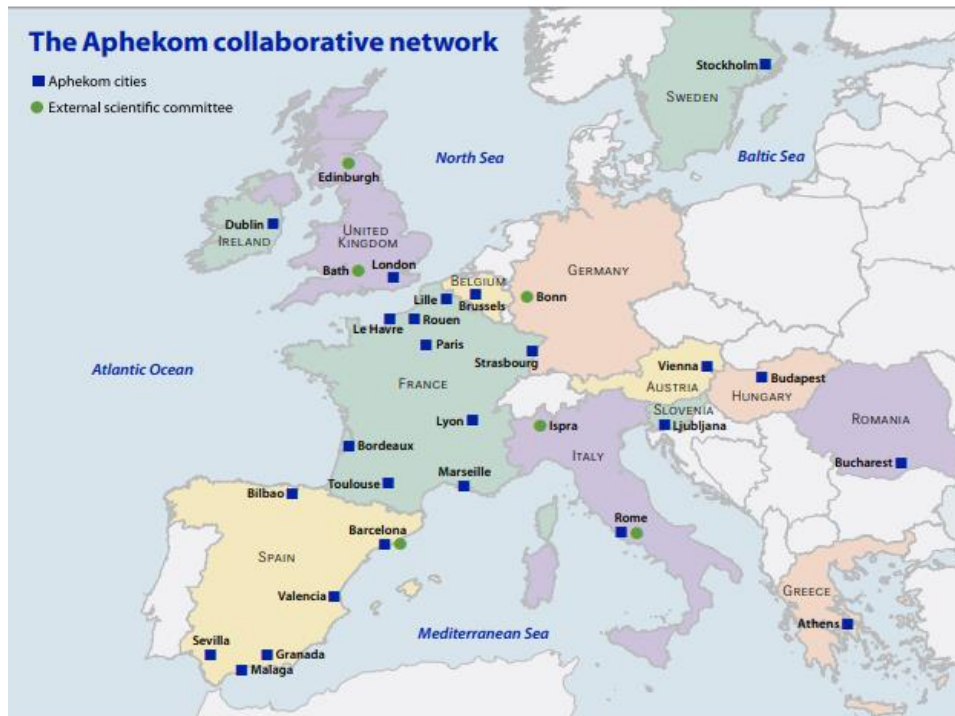 The Aphekom collaborative network
Aphekom cities
External scientific committee
Stockholm
SWEDEN
North Sea
Baltic Sea
Edinburgh
Dublin
IRELAND
UNITED
KINGDOM
London
Bath
BELGIUM
Brussels
GERMANY
Bonn
Lille
Le Havre
Rouen
Paris
Strasbourg
Atlantic Ocean
FRANCE
Vienna
AUSTRIA
Budapest
HUNGARY
SLOVENIA
Ljubljana
ROMANIA
Bucharest
Lyon
Ispra
ITALY
Bordeaux
Toulouse
Marseille
Bilbao
Barcelona
Rome
SPAIN
Valencia
GREECE
Athens
Mediterranean Sea
Sevilla
Granada
Malaga